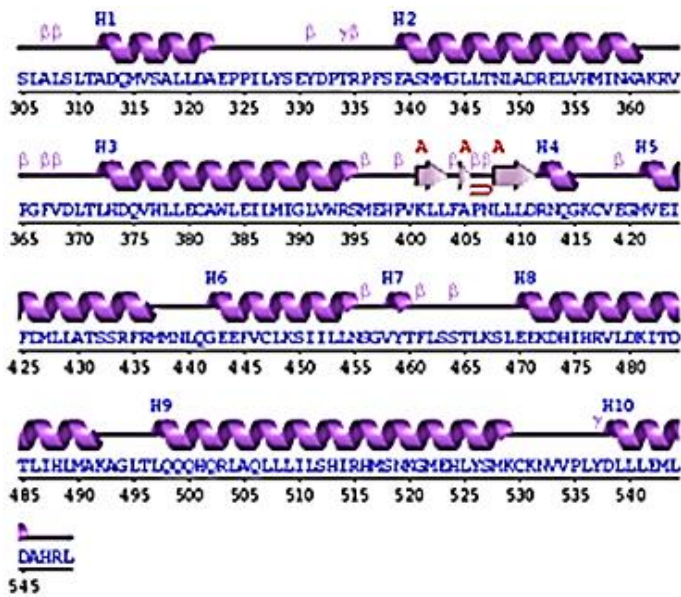 H1 H2
ββ β γβ
SLALSLTADQMVSALLDAEPPILYSEYDPTRPFSEASMMGLLTNLADRELVHMINWAKRV
305 310 315 320 325 330 335 340 345 350 355 360
H3 A A A H4 H5
β ββ β β β ββ β
PGFVDLTLHDQVHLLECAWLEILMIGLVWRSMEHPVKLLFAPNLLLDRNQGKCVEGMVEI
365 370 375 380 385 390 395 400 405 410 415 420
H6 H7 H8
β β β
FDMLLATSSRFRMMNLQGEEFVCLKSIILLNSGVYTFLSSTLKSLEEKDHIHRVLDKITD
425 430 435 440 445 450 455 460 465 470 475 480
H9 H10
γ
TLIHLMAKAGLTLQQQHQRLAQLLLILSHIRHMSNKGMEHLYSMKCKNVVPLYDLLLEML
485 490 495 500 505 510 515 520 525 530 535 540
DAHRL
545